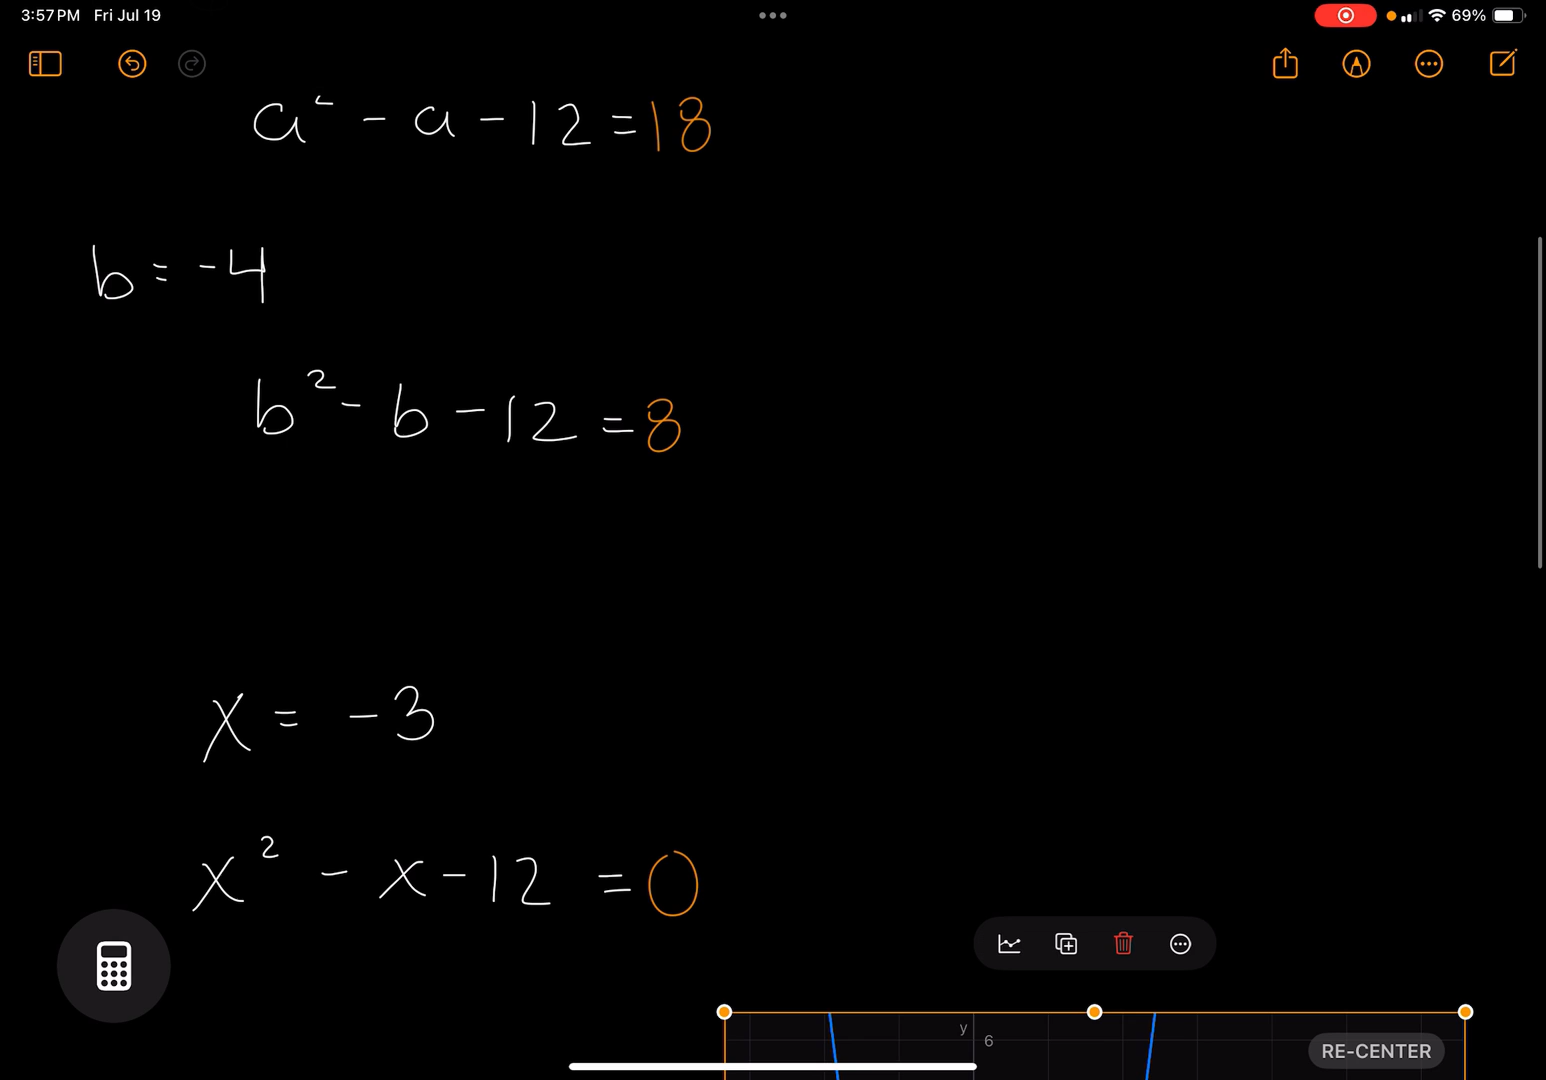 3:57 PM Fri Jul 19
69%
a² - a - 12 = 18
b = -4
b² - b - 12 = 8
x = -3
x² - x - 12 = 0
y
6
RE-CENTER